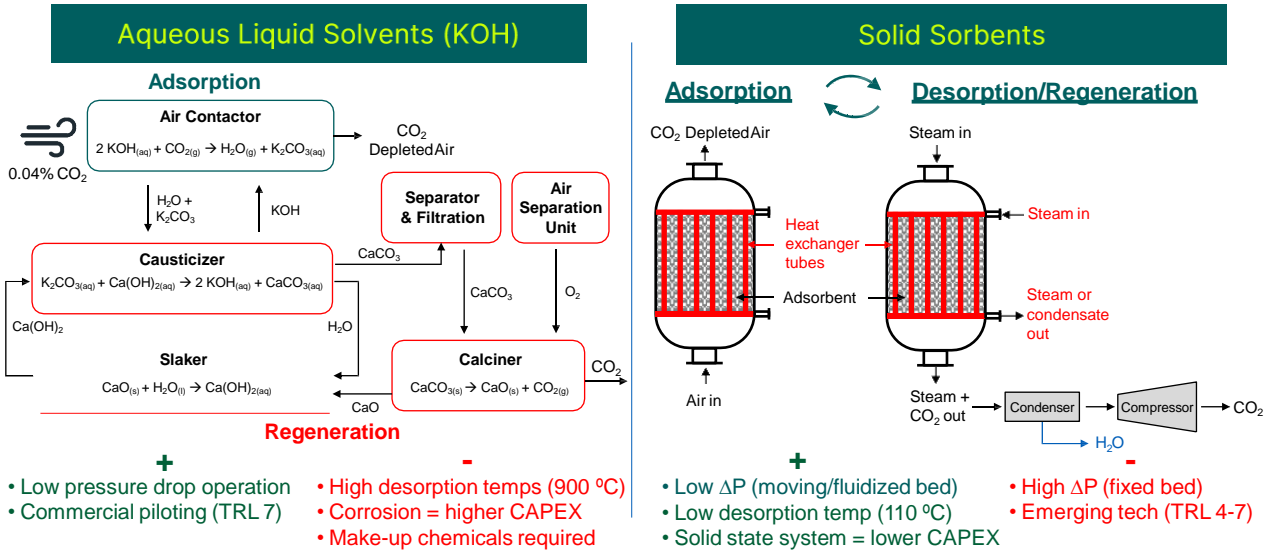 Aqueous Liquid Solvents (KOH)
Adsorption
Air Contactor
2 KOH(aq) + CO2(g) → H2O(g) + K2CO3(aq)
0.04% CO2
CO2
Depleted Air
H2O +
K2CO3
KOH
Separator
& Filtration
Air
Separation
Unit
Causticizer
K2CO3(aq) + Ca(OH)2(aq) → 2 KOH(aq) + CaCO3(aq)
CaCO3
CaCO3
O2
Ca(OH)2
H2O
Slaker
CaO(s) + H2O(l) → Ca(OH)2(aq)
Calciner
CaCO3(s) → CaO(s) + CO2(g)
CO2
CaO
Regeneration
+
• Low pressure drop operation
• Commercial piloting (TRL 7)
-
• High desorption temps (900 ⁰C)
• Corrosion = higher CAPEX
• Make-up chemicals required
Solid Sorbents
Adsorption
Desorption/Regeneration
CO2 Depleted Air
Steam in
Steam in
Heat
exchanger
tubes
Adsorbent
Steam or
condensate
out
Air in
Steam +
CO2 out
Condenser
Compressor
CO2
H2O
+
• Low ΔP (moving/fluidized bed)
• Low desorption temp (110 ⁰C)
• Solid state system = lower CAPEX
-
• High ΔP (fixed bed)
• Emerging tech (TRL 4-7)